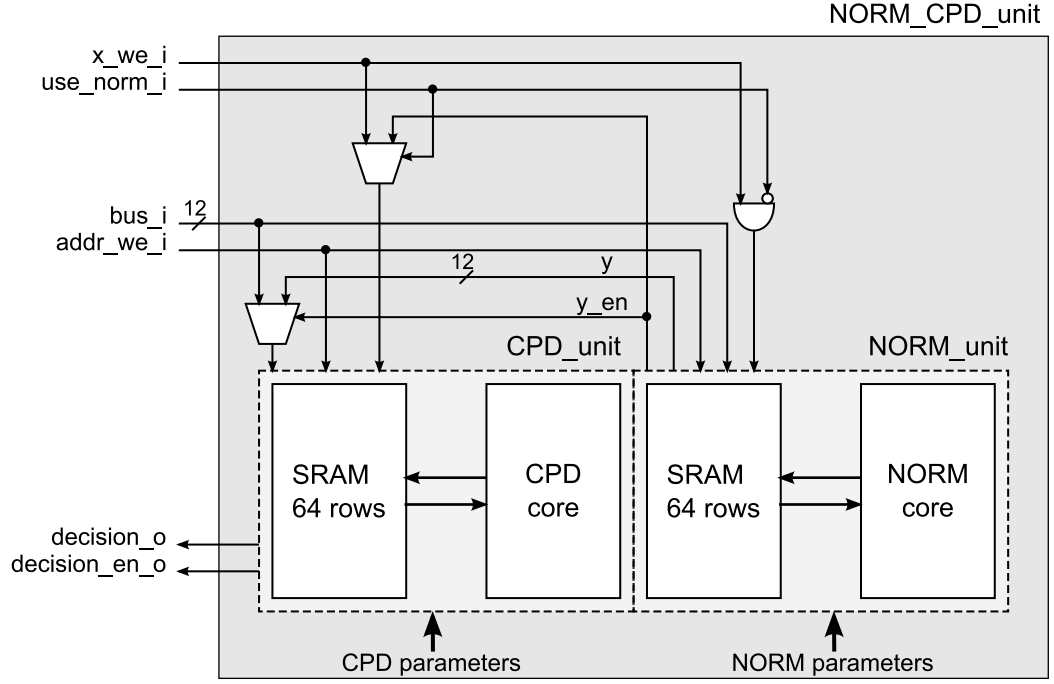 NORM_CPD_unit
x_we_i
use_norm_i
bus_i
12
addr_we_i
12
y
y_en
CPD_unit
NORM_unit
SRAM
64 rows
CPD
core
SRAM
64 rows
NORM
core
decision_o
decision_en_o
CPD parameters
NORM parameters